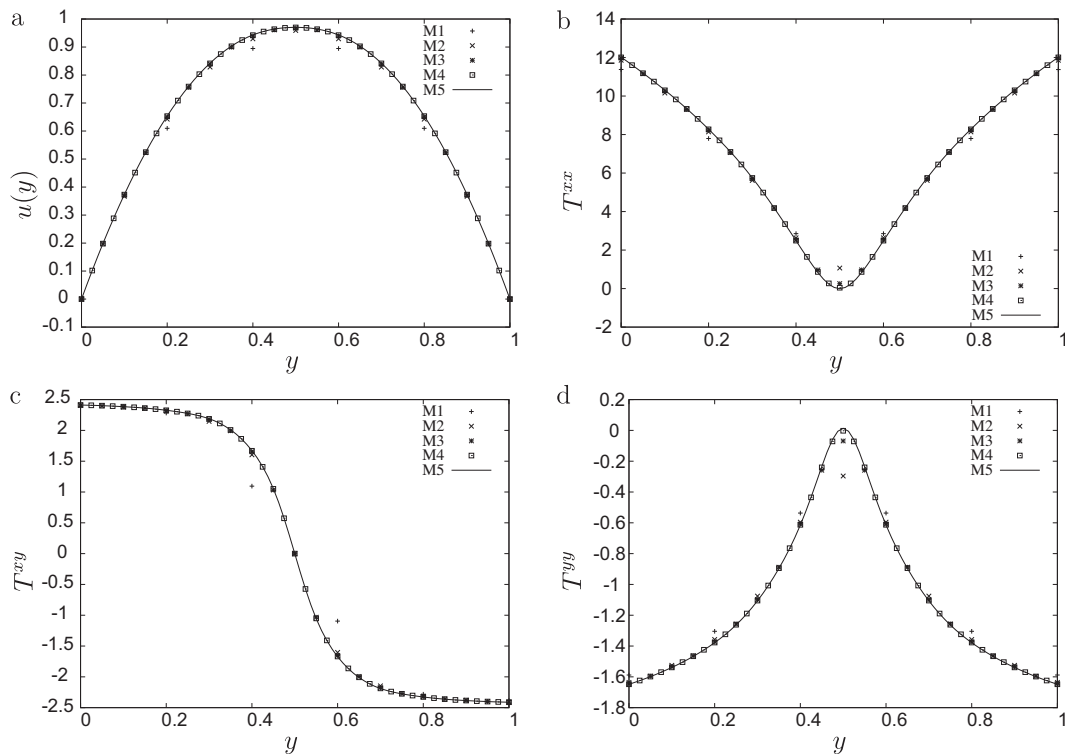 a
1
0.9
0.8
0.7
0.6
0.5
0.4
0.3
0.2
0.1
0
-0.1
u(y)
0 0.2 0.4 0.6 0.8 1
y
M1
M2
M3
M4
M5
b
14
12
10
8
6
4
2
0
-2
T^{xx}
0 0.2 0.4 0.6 0.8 1
y
M1
M2
M3
M4
M5
c
2.5
2
1.5
1
0.5
0
-0.5
-1
-1.5
-2
-2.5
T^{xy}
0 0.2 0.4 0.6 0.8 1
y
M1
M2
M3
M4
M5
d
0.2
0
-0.2
-0.4
-0.6
-0.8
-1
-1.2
-1.4
-1.6
-1.8
T^{yy}
0 0.2 0.4 0.6 0.8 1
y
M1
M2
M3
M4
M5